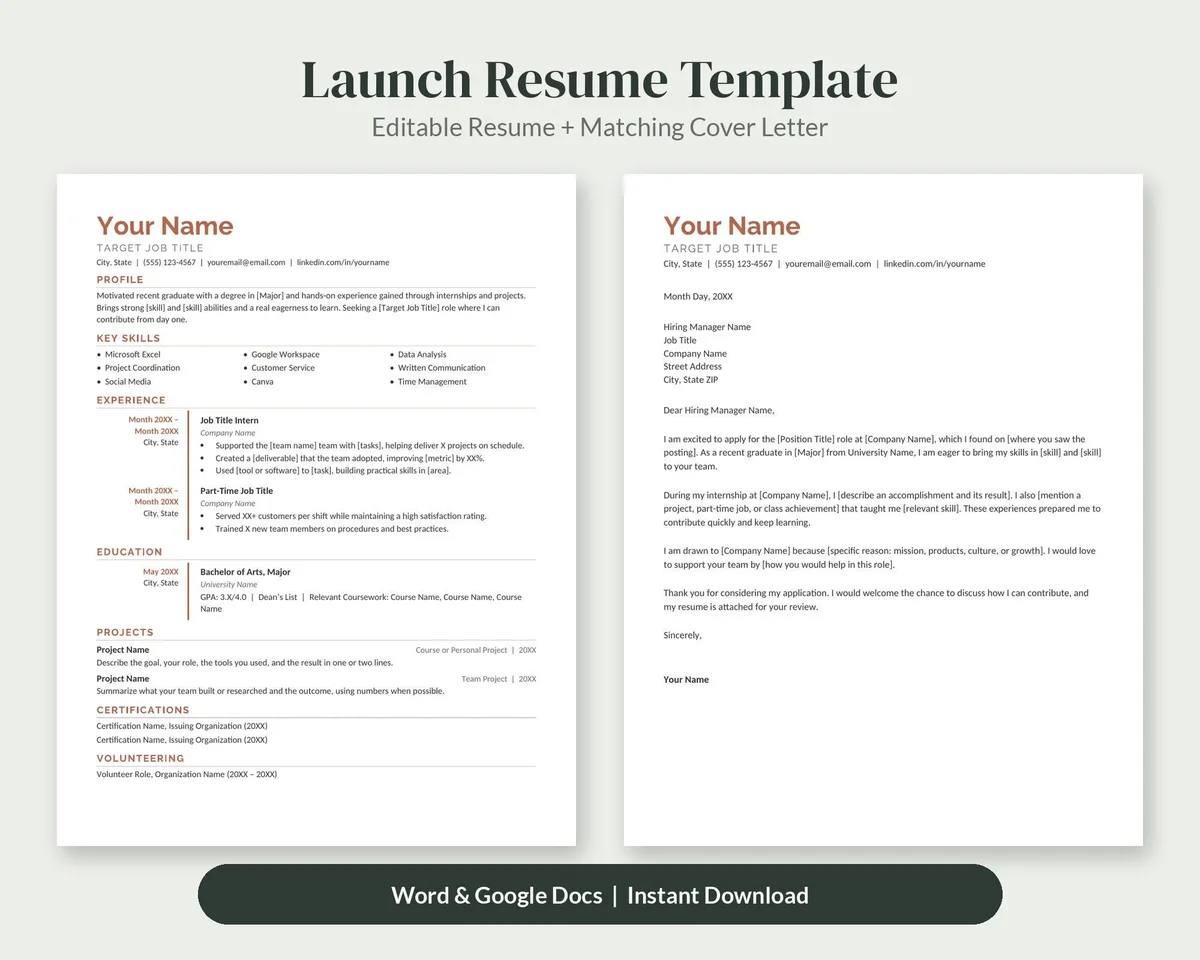 Launch Resume Template
Editable Resume + Matching Cover Letter
Your Name
TARGET JOB TITLE
City, State | (555) 123-4567 | youremail@email.com | linkedin.com/in/yourname
PROFILE
Motivated recent graduate with a degree in [Major] and hands-on experience gained through internships and projects.
Brings strong [skill] and [skill] abilities and a real eagerness to learn. Seeking a [Target Job Title] role where I can
contribute from day one.
KEY SKILLS
• Microsoft Excel
• Google Workspace
• Data Analysis
• Project Coordination
• Customer Service
• Written Communication
• Social Media
• Canva
• Time Management
EXPERIENCE
Month 20XX –
Month 20XX
City, State
Job Title Intern
Company Name
• Supported the [team name] team with [tasks], helping deliver X projects on schedule.
• Created a [deliverable] that the team adopted, improving [metric] by XX%.
• Used [tool or software] to [task], building practical skills in [area].
Month 20XX –
Month 20XX
City, State
Part-Time Job Title
Company Name
• Served XX+ customers per shift while maintaining a high satisfaction rating.
• Trained X new team members on procedures and best practices.
EDUCATION
May 20XX
City, State
Bachelor of Arts, Major
University Name
GPA: 3.X/4.0 | Dean's List | Relevant Coursework: Course Name, Course Name, Course
Name
PROJECTS
Project Name Course or Personal Project | 20XX
Describe the goal, your role, the tools you used, and the result in one or two lines.
Project Name Team Project | 20XX
Summarize what your team built or researched and the outcome, using numbers when possible.
CERTIFICATIONS
Certification Name, Issuing Organization (20XX)
Certification Name, Issuing Organization (20XX)
VOLUNTEERING
Volunteer Role, Organization Name (20XX – 20XX)
Your Name
TARGET JOB TITLE
City, State | (555) 123-4567 | youremail@email.com | linkedin.com/in/yourname
Month Day, 20XX
Hiring Manager Name
Job Title
Company Name
Street Address
City, State ZIP
Dear Hiring Manager Name,
I am excited to apply for the [Position Title] role at [Company Name], which I found on [where you saw the
posting]. As a recent graduate in [Major] from University Name, I am eager to bring my skills in [skill] and [skill]
to your team.
During my internship at [Company Name], I [describe an accomplishment and its result]. I also [mention a
project, part-time job, or class achievement] that taught me [relevant skill]. These experiences prepared me to
contribute quickly and keep learning.
I am drawn to [Company Name] because [specific reason: mission, products, culture, or growth]. I would love
to support your team by [how you would help in this role].
Thank you for considering my application. I would welcome the chance to discuss how I can contribute, and
my resume is attached for your review.
Sincerely,
Your Name
Word & Google Docs | Instant Download